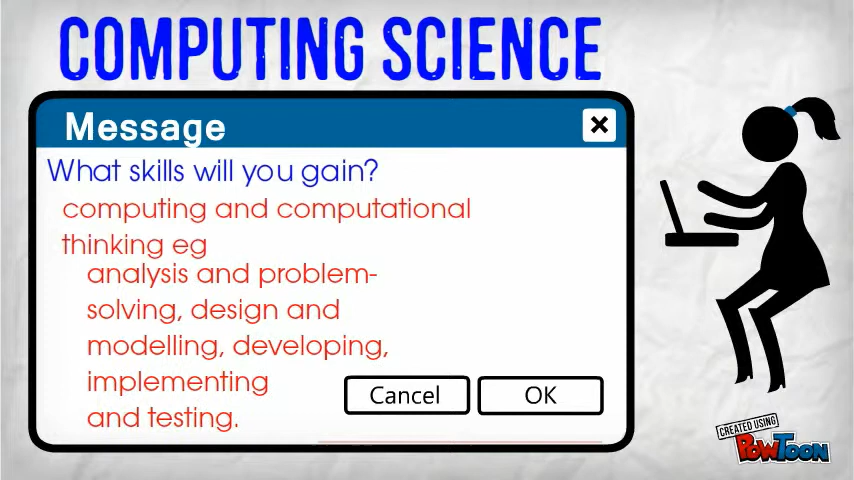 COMPUTING SCIENCE
Message
What skills will you gain?
computing and computational
thinking eg
analysis and problem-
solving, design and
modelling, developing,
implementing
and testing.
Cancel OK
CREATED USING
POWTOON